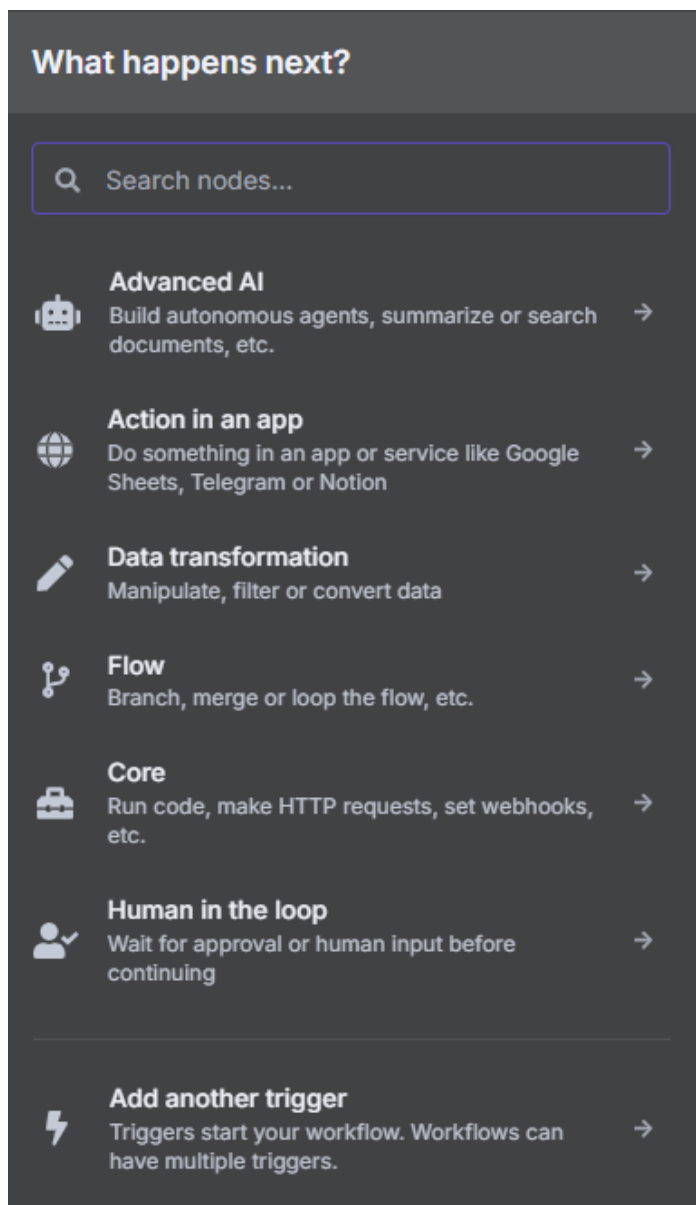 What happens next?
Search nodes...
Advanced AI
Build autonomous agents, summarize or search
documents, etc.
Action in an app
Do something in an app or service like Google
Sheets, Telegram or Notion
Data transformation
Manipulate, filter or convert data
Flow
Branch, merge or loop the flow, etc.
Core
Run code, make HTTP requests, set webhooks,
etc.
Human in the loop
Wait for approval or human input before
continuing
Add another trigger
Triggers start your workflow. Workflows can
have multiple triggers.